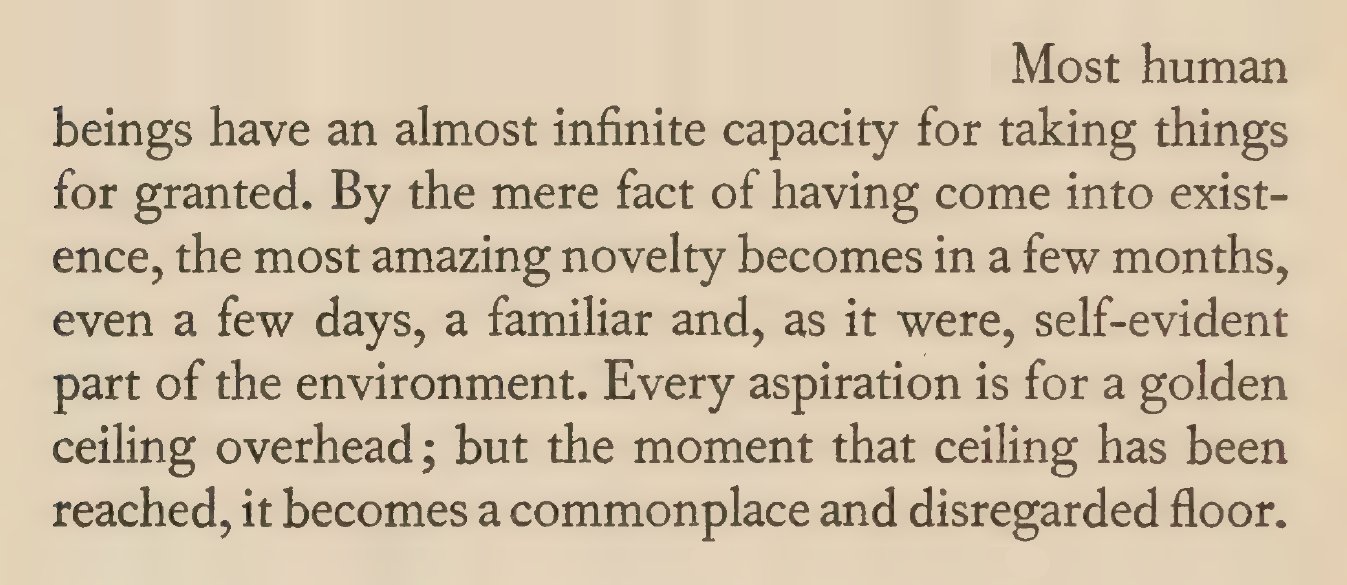 Most human
beings have an almost infinite capacity for taking things
for granted. By the mere fact of having come into exist-
ence, the most amazing novelty becomes in a few months,
even a few days, a familiar and, as it were, self-evident
part of the environment. Every aspiration is for a golden
ceiling overhead; but the moment that ceiling has been
reached, it becomes a commonplace and disregarded floor.